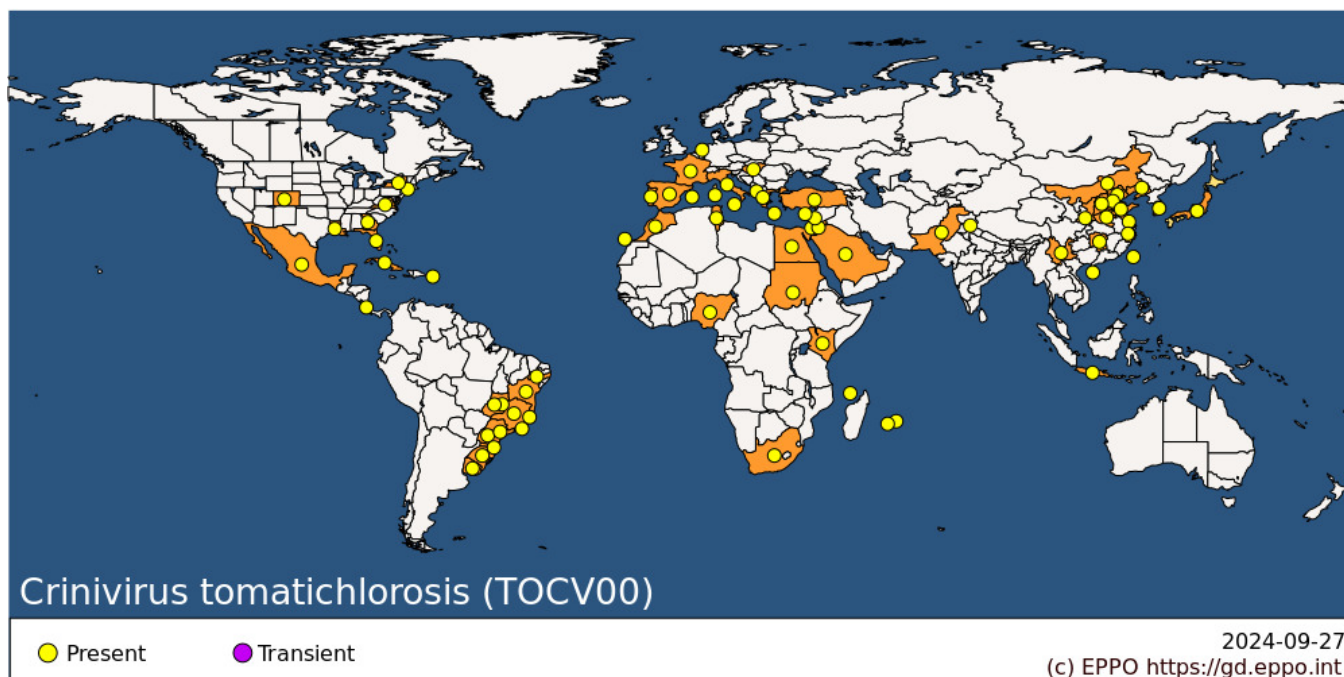 Crinivirus tomatichlorosis (TOCV00)
Present
Transient
2024-09-27
(c) EPPO https://gd.eppo.int